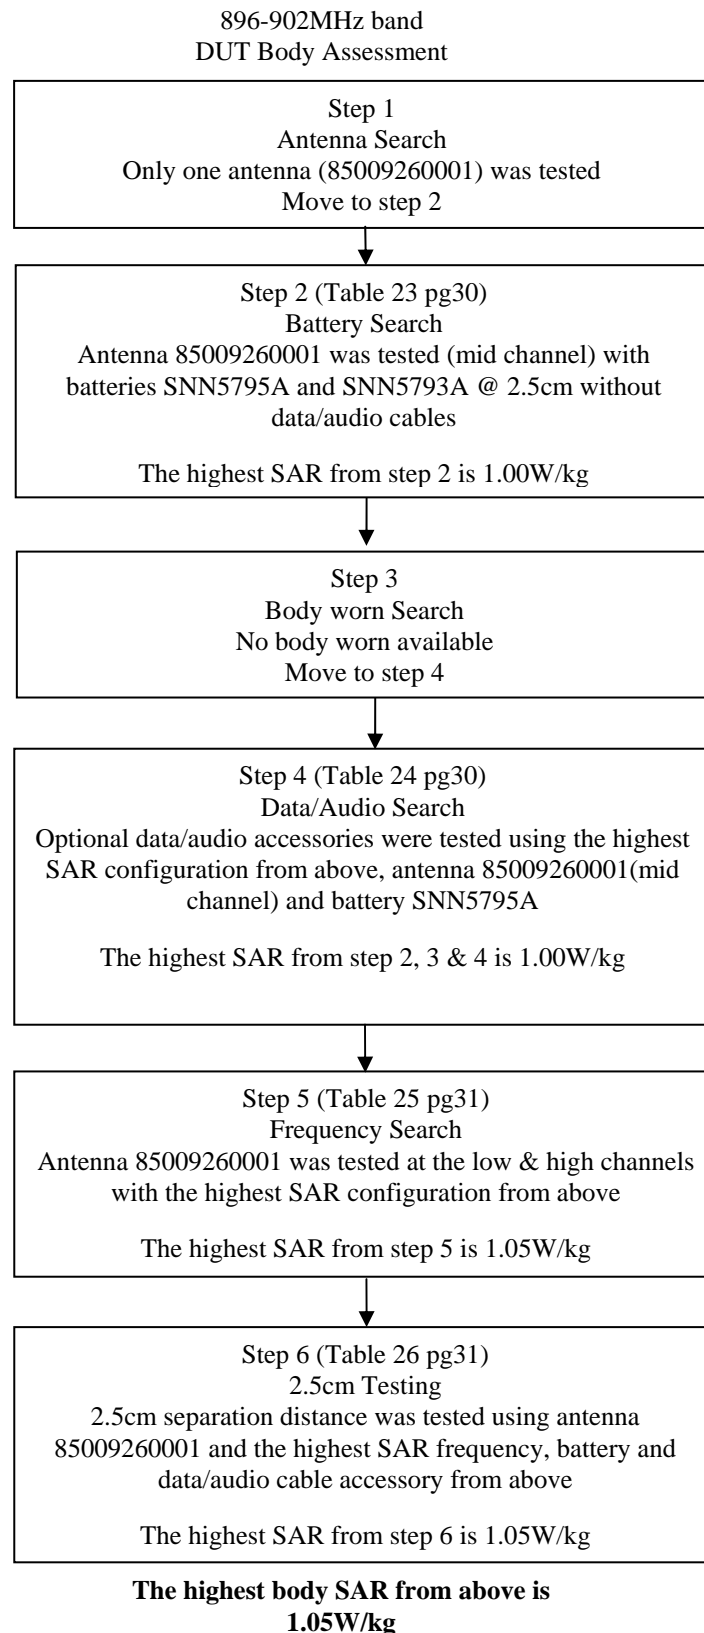 896-902MHz band
DUT Body Assessment
Step 1
Antenna Search
Only one antenna (85009260001) was tested
Move to step 2
Step 2 (Table 23 pg30)
Battery Search
Antenna 85009260001 was tested (mid channel) with
batteries SNN5795A and SNN5793A @ 2.5cm without
data/audio cables
The highest SAR from step 2 is 1.00W/kg
Step 3
Body worn Search
No body worn available
Move to step 4
Step 4 (Table 24 pg30)
Data/Audio Search
Optional data/audio accessories were tested using the highest
SAR configuration from above, antenna 85009260001(mid
channel) and battery SNN5795A
The highest SAR from step 2, 3 & 4 is 1.00W/kg
Step 5 (Table 25 pg31)
Frequency Search
Antenna 85009260001 was tested at the low & high channels
with the highest SAR configuration from above
The highest SAR from step 5 is 1.05W/kg
Step 6 (Table 26 pg31)
2.5cm Testing
2.5cm separation distance was tested using antenna
85009260001 and the highest SAR frequency, battery and
data/audio cable accessory from above
The highest SAR from step 6 is 1.05W/kg
The highest body SAR from above is
1.05W/kg